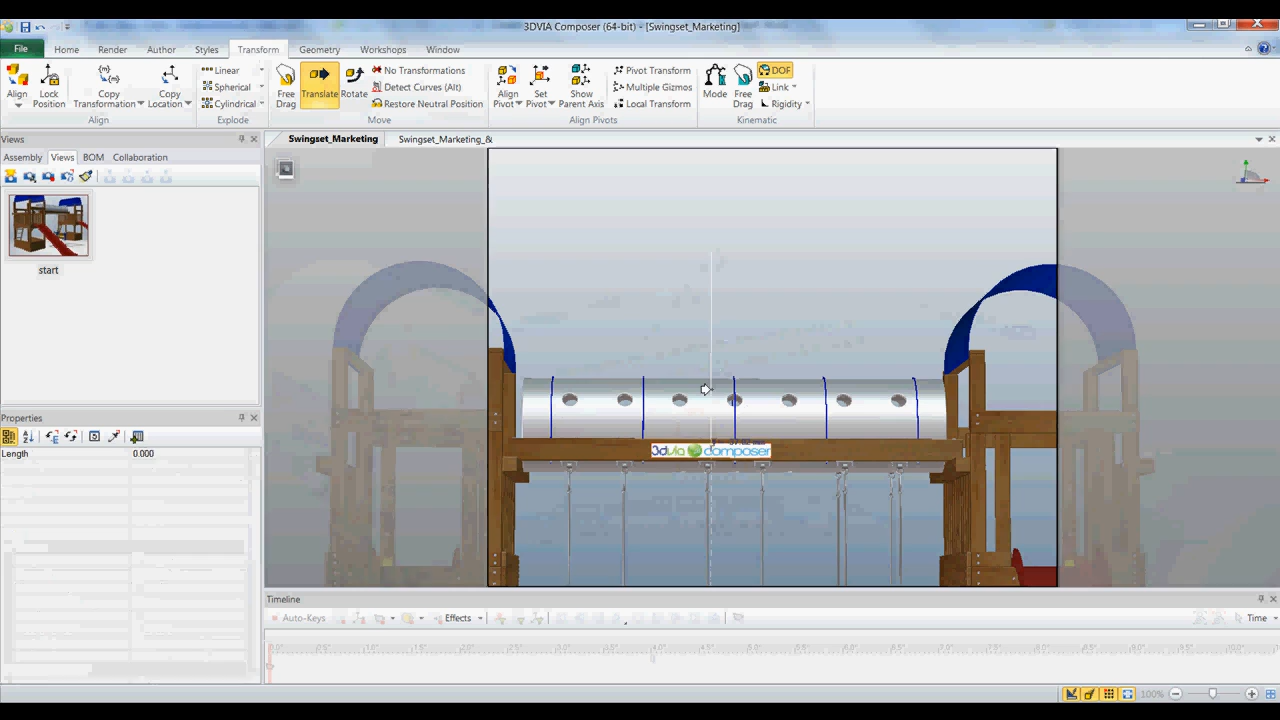 3DVIA Composer (64-bit) - [Swingset_Marketing]
File Home Render Author Styles Transform Geometry Workshops Window
Align Lock Position Copy Transformation Copy Location Linear Spherical Cylindrical Free Drag Translate Rotate No Transformations Detect Curves (Alt) Restore Neutral Position Align Pivot Set Pivot Show Parent Axis Pivot Transform Multiple Gizmos Local Transform Mode Free Drag DOF Link Rigidity
Align Explode Move Align Pivots Kinematic
Views Swingset_Marketing Swingset_Marketing_&
Assembly Views BOM Collaboration
start
Properties
Length 0.000
3dvia composer
Timeline
Auto-Keys Effects Time
100%